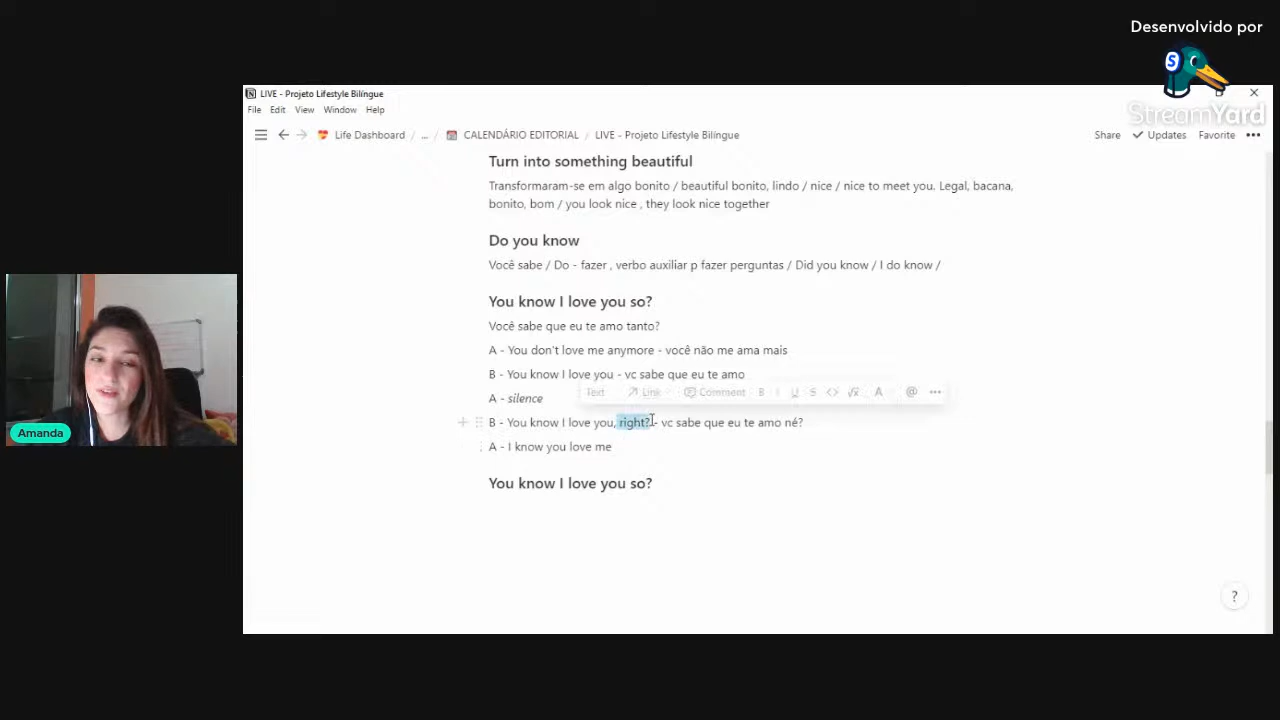 Desenvolvido por
StreamYard
LIVE - Projeto Lifestyle Bilíngue
File Edit View Window Help
Life Dashboard / ... / CALENDÁRIO EDITORIAL / LIVE - Projeto Lifestyle Bilíngue
Share Updates Favorite
Turn into something beautiful
Transformaram-se em algo bonito / beautiful bonito, lindo / nice / nice to meet you. Legal, bacana,
bonito, bom / you look nice , they look nice together
Do you know
Você sabe / Do - fazer , verbo auxiliar p fazer perguntas / Did you know / I do know /
You know I love you so?
Você sabe que eu te amo tanto?
A - You don't love me anymore - você não me ama mais
B - You know I love you - vc sabe que eu te amo
Text Link Comment B I U S <> √x A @ •••
A - silence
B - You know I love you, right? - vc sabe que eu te amo né?
A - I know you love me
You know I love you so?
Amanda
?